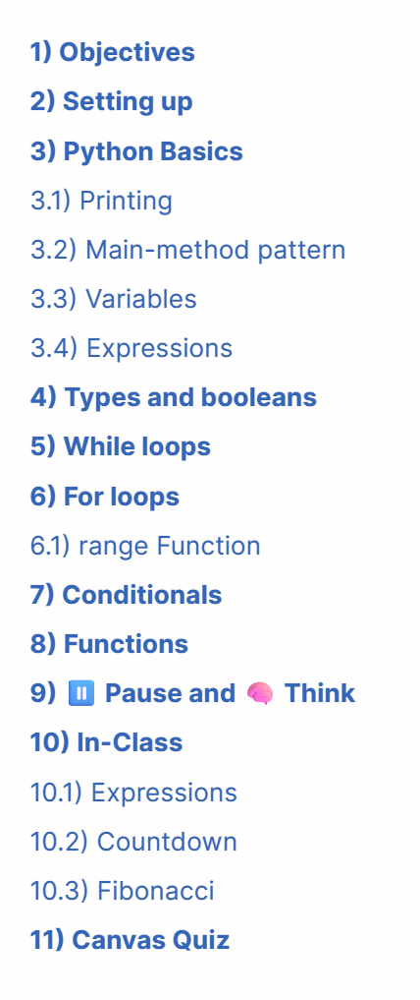 1) Objectives
2) Setting up
3) Python Basics
3.1) Printing
3.2) Main-method pattern
3.3) Variables
3.4) Expressions
4) Types and booleans
5) While loops
6) For loops
6.1) range Function
7) Conditionals
8) Functions
9) ⏸️ Pause and 🧠 Think
10) In-Class
10.1) Expressions
10.2) Countdown
10.3) Fibonacci
11) Canvas Quiz